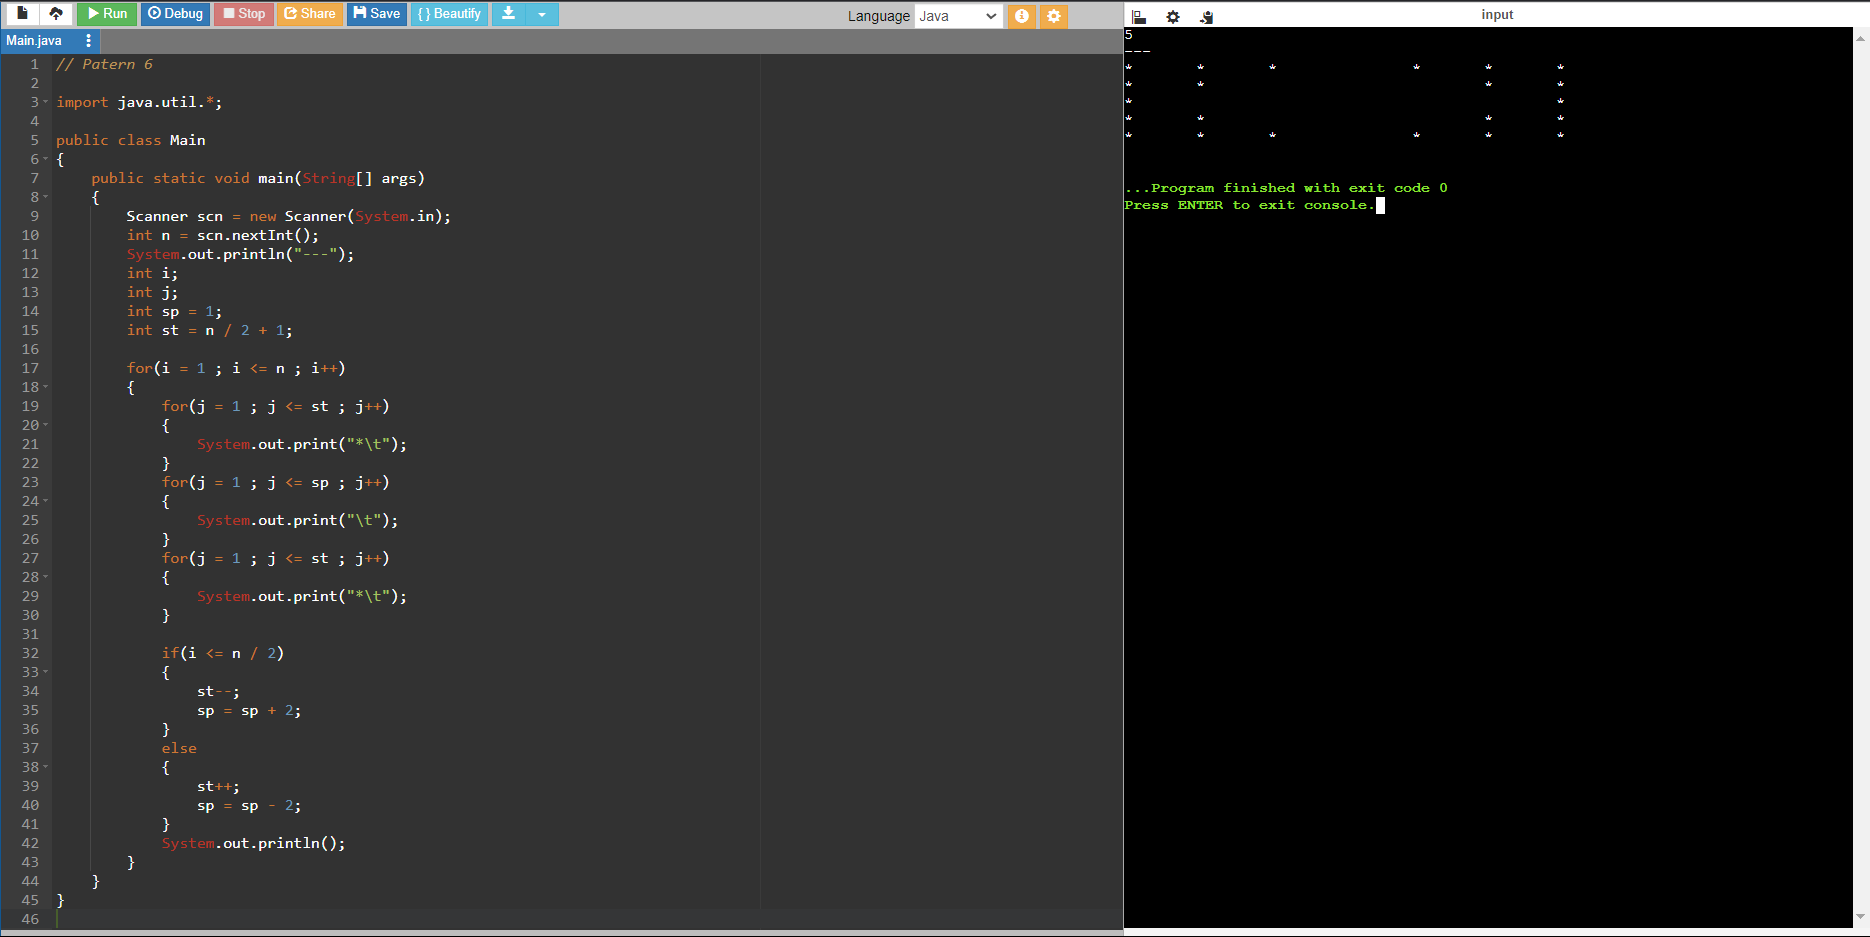 Run Debug Stop Share Save { } Beautify Language Java
Main.java
1 // Patern 6
2
3 import java.util.*;
4
5 public class Main
6 {
7     public static void main(String[] args)
8     {
9         Scanner scn = new Scanner(System.in);
10         int n = scn.nextInt();
11         System.out.println("---");
12         int i;
13         int j;
14         int sp = 1;
15         int st = n / 2 + 1;
16
17         for(i = 1 ; i <= n ; i++)
18         {
19             for(j = 1 ; j <= st ; j++)
20             {
21                 System.out.print("*\t");
22             }
23             for(j = 1 ; j <= sp ; j++)
24             {
25                 System.out.print("\t");
26             }
27             for(j = 1 ; j <= st ; j++)
28             {
29                 System.out.print("*\t");
30             }
31
32             if(i <= n / 2)
33             {
34                 st--;
35                 sp = sp + 2;
36             }
37             else
38             {
39                 st++;
40                 sp = sp - 2;
41             }
42             System.out.println();
43         }
44     }
45 }
46
input
5
---
*	*	*		*	*	*
*	*				*	*
*						*
*	*				*	*
*	*	*		*	*	*
...Program finished with exit code 0
Press ENTER to exit console.